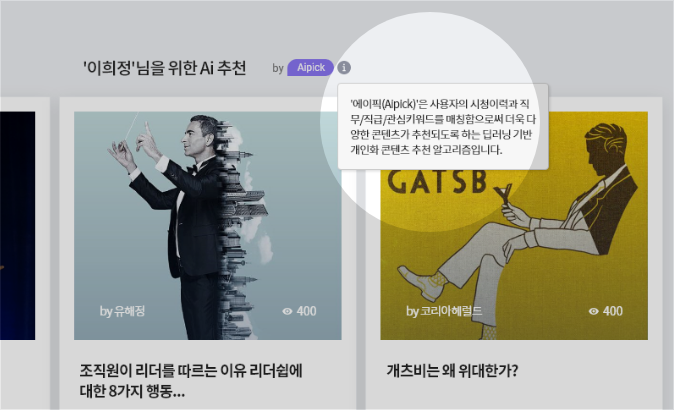 '이희정'님을 위한 Ai 추천 by Aipick i
'에이픽(Aipick)'은 사용자의 시청이력과 직
무/직급/관심키워드를 매칭함으로써 더욱 다
양한 콘텐츠가 추천되도록 하는 딥러닝 기반
개인화 콘텐츠 추천 알고리즘입니다.
GATSB
by 유혜정 400
by 코리아헤럴드 400
조직원이 리더를 따르는 이유 리더쉽에
대한 8가지 행동...
개츠비는 왜 위대한가?